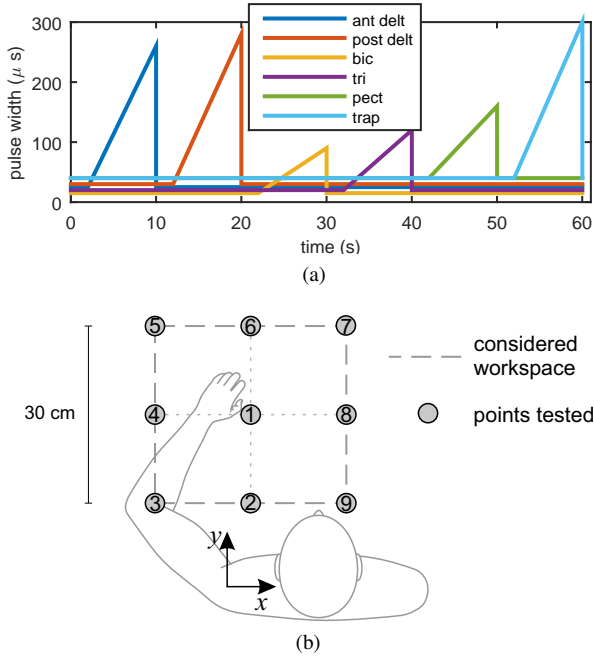 ant delt
post delt
bic
tri
pect
trap
pulse width (μ s)
300
200
100
0
0 10 20 30 40 50 60
time (s)
(a)
5 6 7
considered
workspace
30 cm
4 1 8
points tested
3 2 9
y
x
(b)